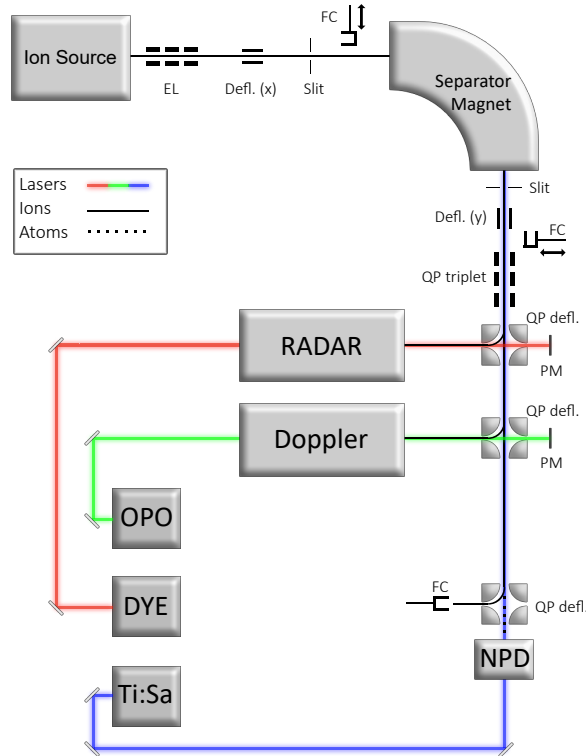 FC
Ion Source
Separator
Magnet
EL
Defl. (x)
Slit
Lasers
Ions
Atoms
Slit
Defl. (y)
FC
QP triplet
QP defl.
RADAR
PM
QP defl.
Doppler
PM
OPO
FC
DYE
QP defl.
NPD
Ti:Sa